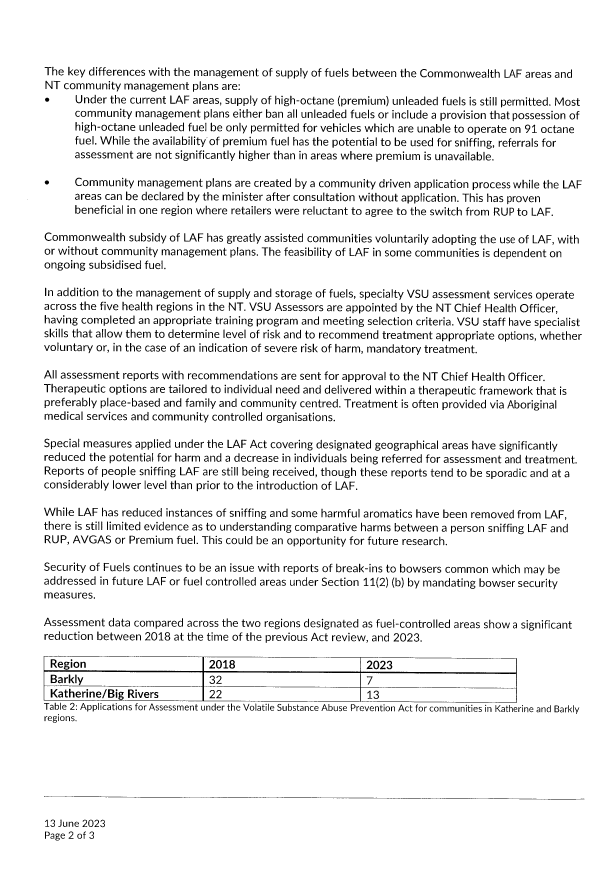 The key differences with the management of supply of fuels between the Commonwealth LAF areas and
NT community management plans are:
• Under the current LAF areas, supply of high-octane (premium) unleaded fuels is still permitted. Most
community management plans either ban all unleaded fuels or include a provision that possession of
high-octane unleaded fuel be only permitted for vehicles which are unable to operate on 91 octane
fuel. While the availability of premium fuel has the potential to be used for sniffing, referrals for
assessment are not significantly higher than in areas where premium is unavailable.
• Community management plans are created by a community driven application process while the LAF
areas can be declared by the minister after consultation without application. This has proven
beneficial in one region where retailers were reluctant to agree to the switch from RUP to LAF.
Commonwealth subsidy of LAF has greatly assisted communities voluntarily adopting the use of LAF, with
or without community management plans. The feasibility of LAF in some communities is dependent on
ongoing subsidised fuel.
In addition to the management of supply and storage of fuels, specialty VSU assessment services operate
across the five health regions in the NT. VSU Assessors are appointed by the NT Chief Health Officer,
having completed an appropriate training program and meeting selection criteria. VSU staff have specialist
skills that allow them to determine level of risk and to recommend treatment appropriate options, whether
voluntary or, in the case of an indication of severe risk of harm, mandatory treatment.
All assessment reports with recommendations are sent for approval to the NT Chief Health Officer.
Therapeutic options are tailored to individual need and delivered within a therapeutic framework that is
preferably place-based and family and community centred. Treatment is often provided via Aboriginal
medical services and community controlled organisations.
Special measures applied under the LAF Act covering designated geographical areas have significantly
reduced the potential for harm and a decrease in individuals being referred for assessment and treatment.
Reports of people sniffing LAF are still being received, though these reports tend to be sporadic and at a
considerably lower level than prior to the introduction of LAF.
While LAF has reduced instances of sniffing and some harmful aromatics have been removed from LAF,
there is still limited evidence as to understanding comparative harms between a person sniffing LAF and
RUP, AVGAS or Premium fuel. This could be an opportunity for future research.
Security of Fuels continues to be an issue with reports of break-ins to bowsers common which may be
addressed in future LAF or fuel controlled areas under Section 11(2) (b) by mandating bowser security
measures.
Assessment data compared across the two regions designated as fuel-controlled areas show a significant
reduction between 2018 at the time of the previous Act review, and 2023.
Region 2018 2023
Barkly 32 7
Katherine/Big Rivers 22 13
Table 2: Applications for Assessment under the Volatile Substance Abuse Prevention Act for communities in Katherine and Barkly
regions.
13 June 2023
Page 2 of 3